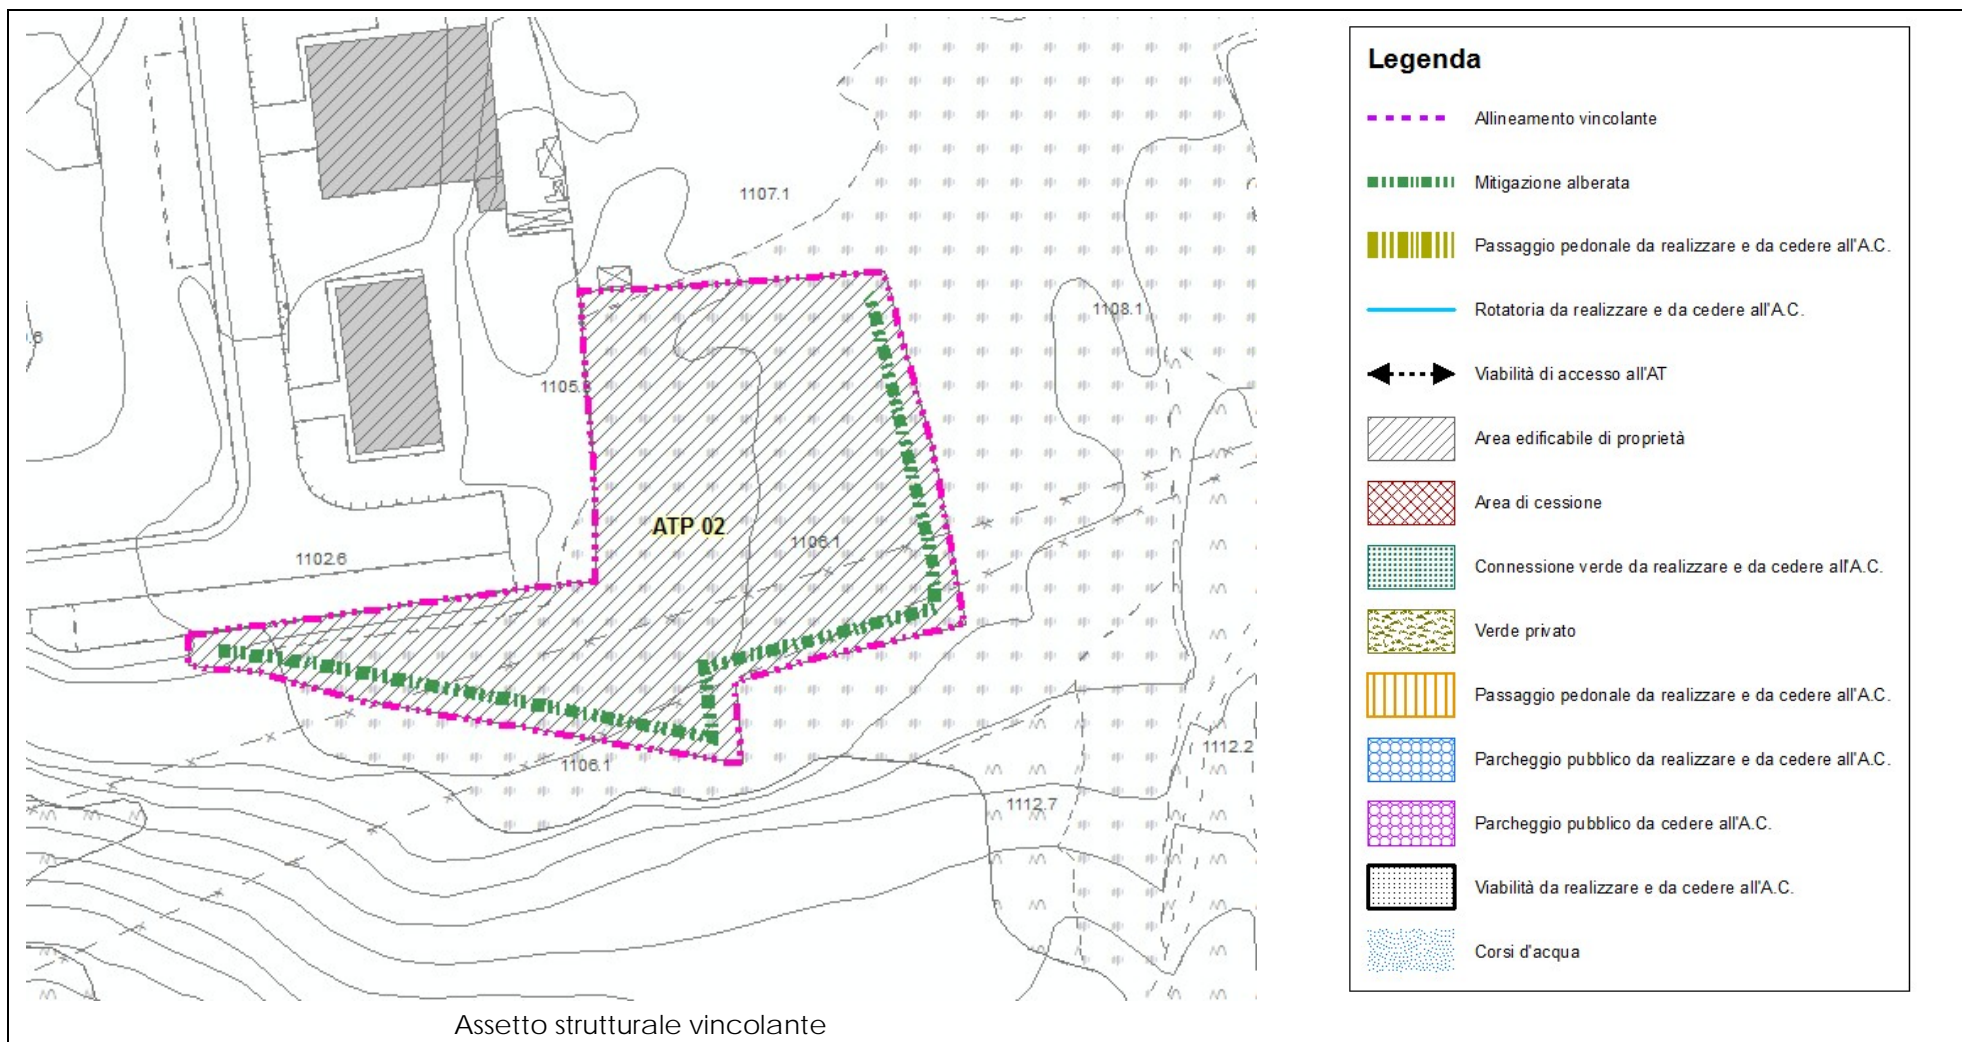 1107.1
1108.1
1105.
ATP 02
1106.1
1102.6
1106.1
1112.2
1112.7
Assetto strutturale vincolante
Legenda
Allineamento vincolante
Mitigazione alberata
Passaggio pedonale da realizzare e da cedere all'A.C.
Rotatoria da realizzare e da cedere all'A.C.
Viabilità di accesso all'AT
Area edificabile di proprietà
Area di cessione
Connessione verde da realizzare e da cedere all'A.C.
Verde privato
Passaggio pedonale da realizzare e da cedere all'A.C.
Parcheggio pubblico da realizzare e da cedere all'A.C.
Parcheggio pubblico da cedere all'A.C.
Viabilità da realizzare e da cedere all'A.C.
Corsi d'acqua